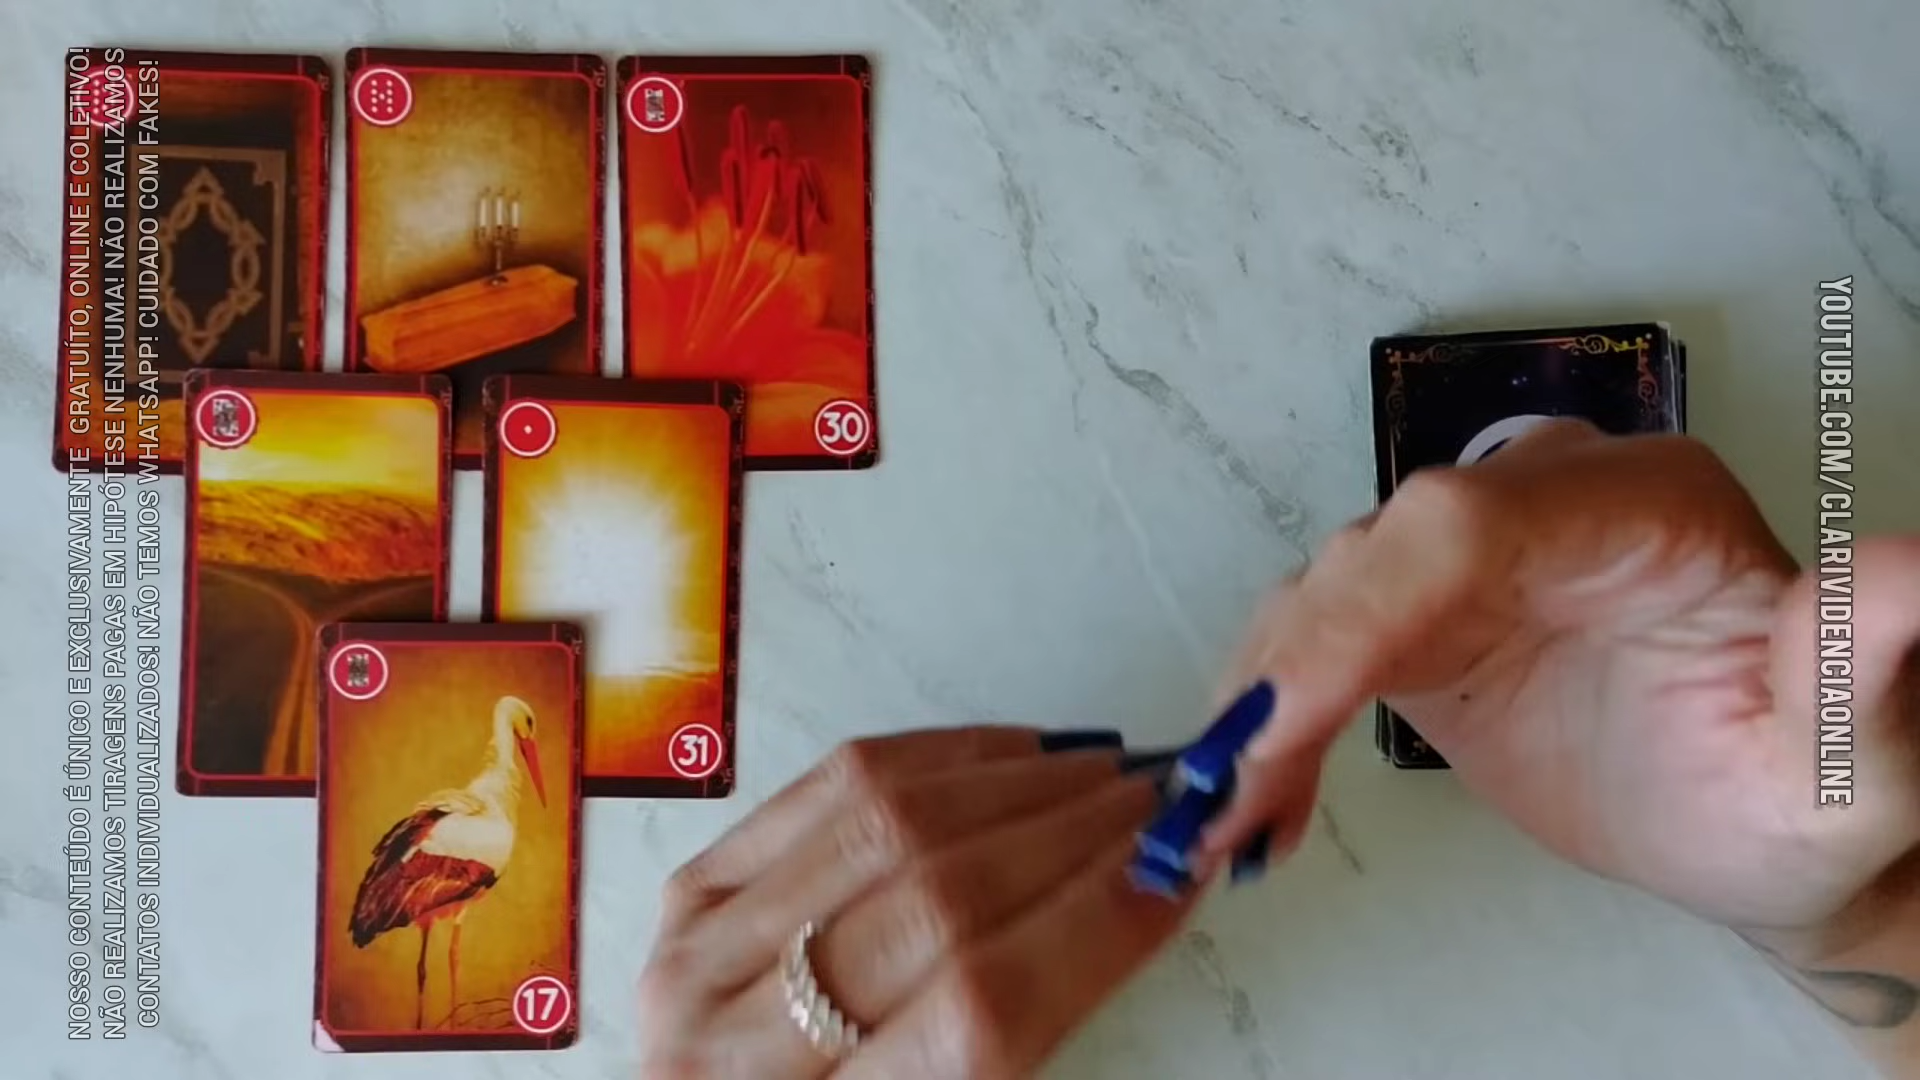 NOSSO CONTEÚDO É ÚNICO E EXCLUSIVAMENTE GRATUÍTO, ONLINE E COLETIVO!
NÃO REALIZAMOS TIRAGENS PAGAS EM HIPÓTESE NENHUMA! NÃO REALIZAMOS
CONTATOS INDIVIDUALIZADOS! NÃO TEMOS WHATSAPP! CUIDADO COM FAKES!
30
31
17
YOUTUBE.COM/CLARIVIDENCIAONLINE